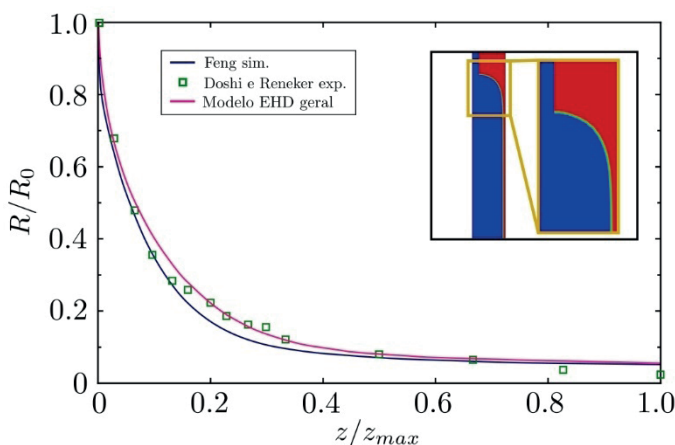 1.0
0.8
0.6
0.4
0.2
0
R/R₀
Feng sim.
Doshi e Reneker exp.
Modelo EHD geral
0 0.2 0.4 0.6 0.8 1.0
z/zₘₐₓ